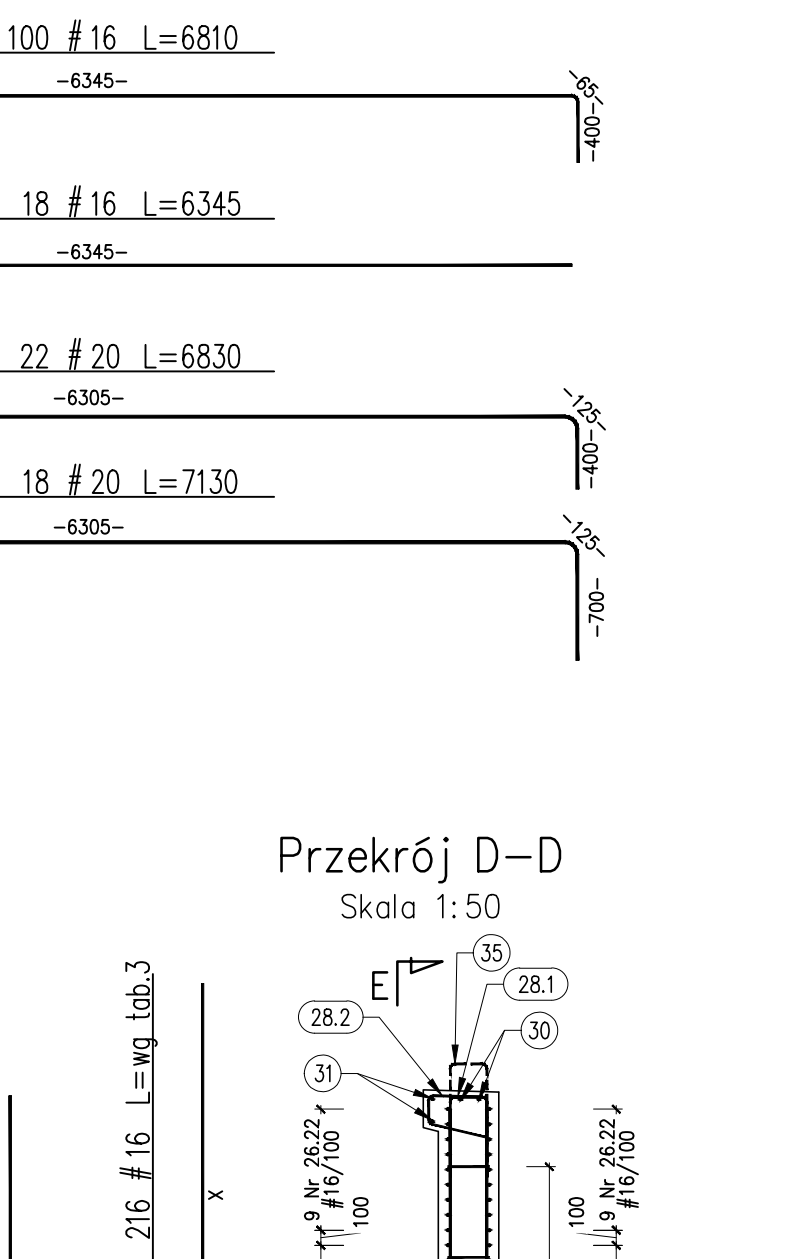 100 #16 L=6810
-6345-
-65-
-400-
18 #16 L=6345
-6345-
22 #20 L=6830
-6305-
-125-
-400-
18 #20 L=7130
-6305-
-125-
-700-
Przekrój D-D
Skala 1:50
35
E
28.1
28.2
30
31
216 #16 L=wg tab.3
x
9 Nr 26.22
#16/100
100
9 Nr 26.22
#16/100
100